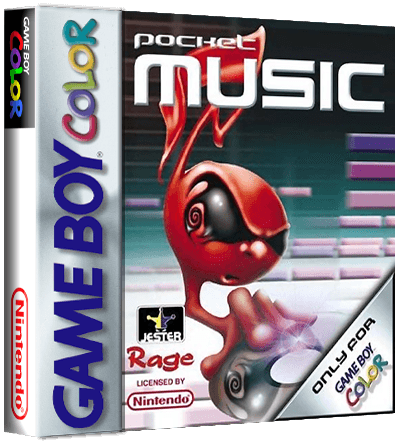 GAME BOY
COLOR
Nintendo
GAME BOY COLOR
pocket
MUSIC
JESTER
Rage
LICENSED BY
Nintendo
ONLY FOR
GAME BOY
COLOR